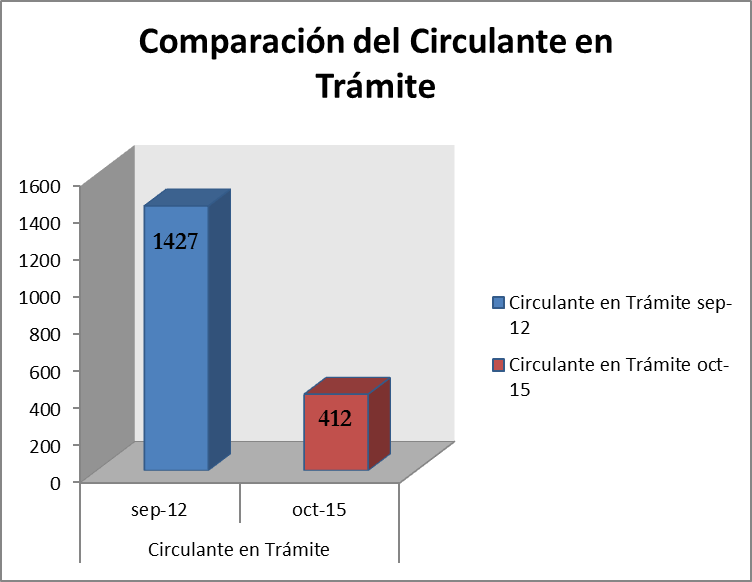 Comparación del Circulante en
Trámite
1600
1400
1200
1000
800
600
400
200
0
1427
412
sep-12
oct-15
Circulante en Trámite
Circulante en Trámite sep-
12
Circulante en Trámite oct-
15